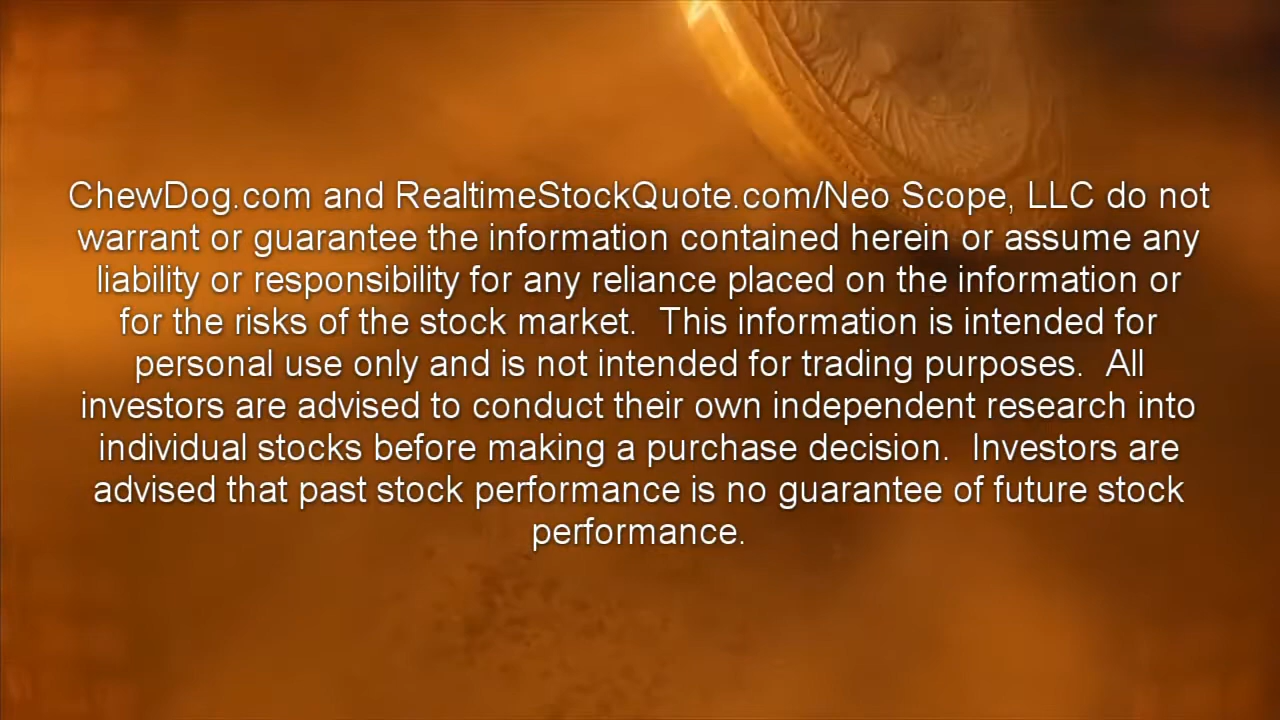 ChewDog.com and RealtimeStockQuote.com/Neo Scope, LLC do not
warrant or guarantee the information contained herein or assume any
liability or responsibility for any reliance placed on the information or
for the risks of the stock market.  This information is intended for
personal use only and is not intended for trading purposes.  All
investors are advised to conduct their own independent research into
individual stocks before making a purchase decision.  Investors are
advised that past stock performance is no guarantee of future stock
performance.